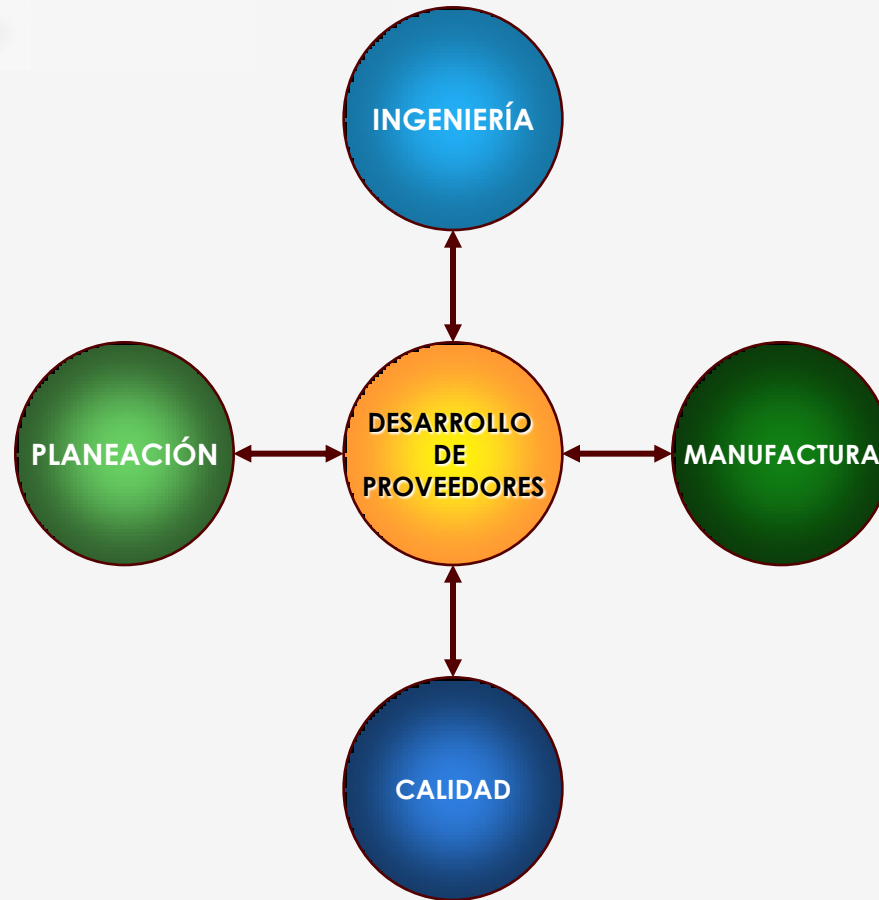 INGENIERÍA
PLANEACIÓN
DESARROLLO
DE
PROVEEDORES
MANUFACTURA
CALIDAD